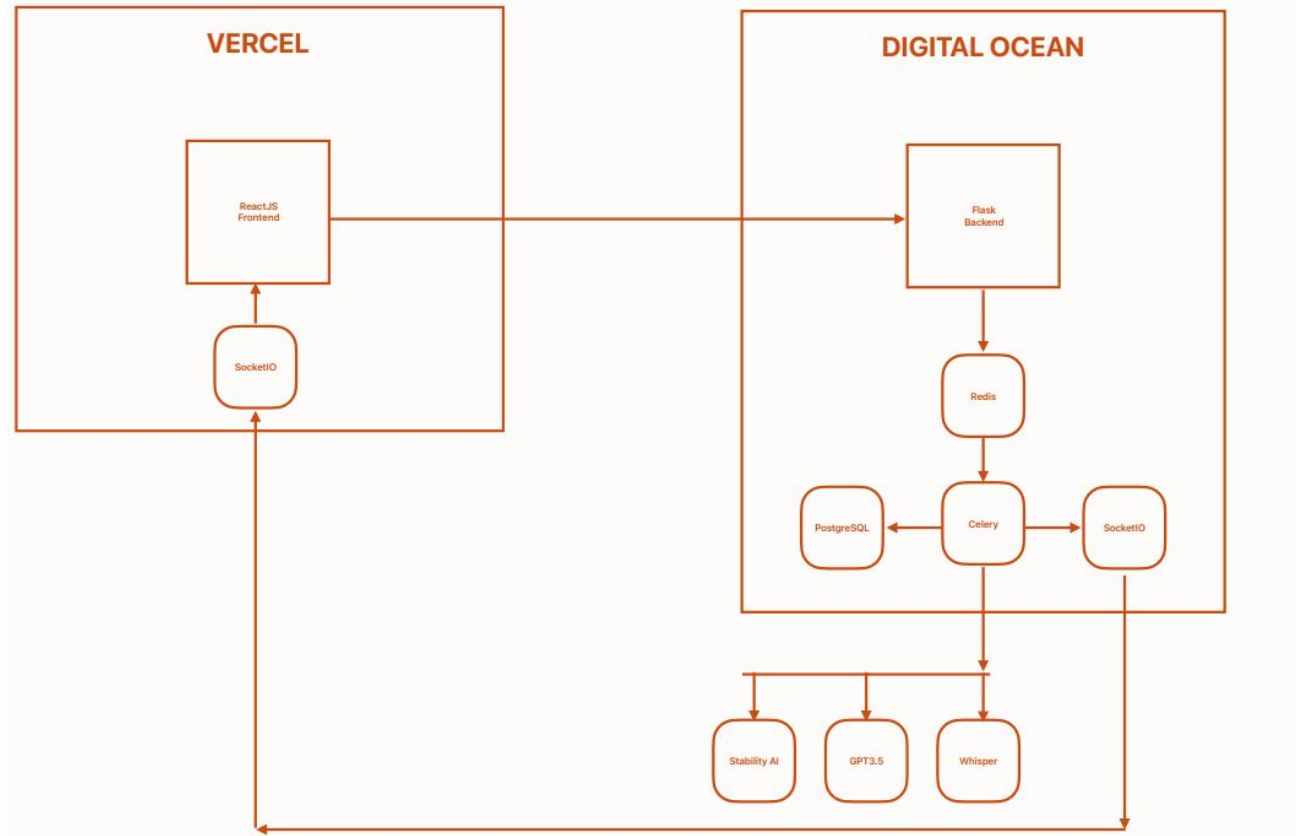 VERCEL
DIGITAL OCEAN
ReactJS
Frontend
Flask
Backend
SocketIO
Redis
PostgreSQL
Celery
SocketIO
Stability AI
GPT3.5
Whisper